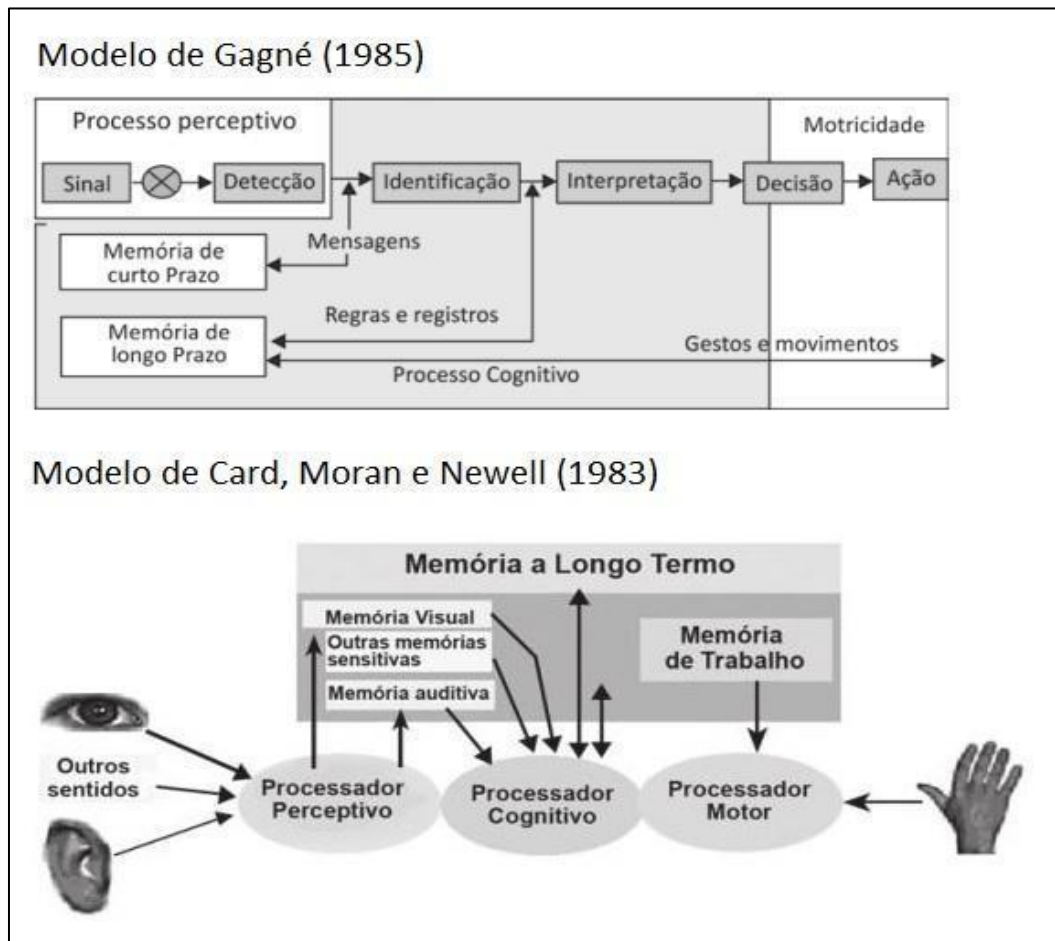 Modelo de Gagné (1985)
Processo perceptivo
Motricidade
Sinal
Detecção
Identificação
Interpretação
Decisão
Ação
Mensagens
Memória de
curto Prazo
Regras e registros
Memória de
longo Prazo
Gestos e movimentos
Processo Cognitivo
Modelo de Card, Moran e Newell (1983)
Memória a Longo Termo
Memória Visual
Outras memórias
sensitivas
Memória auditiva
Memória
de Trabalho
Outros
sentidos
Processador
Perceptivo
Processador
Cognitivo
Processador
Motor